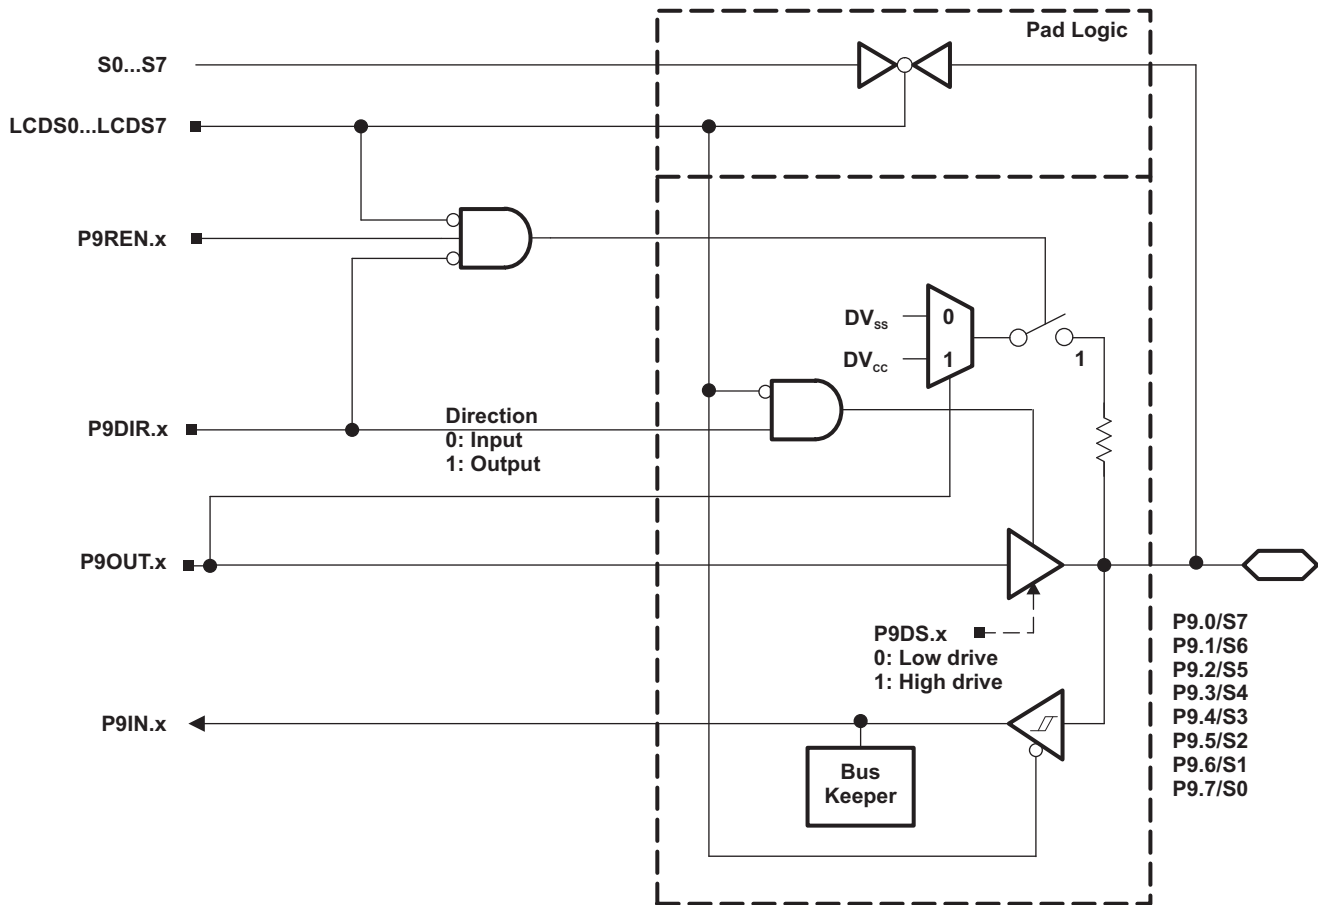 Pad Logic
S0...S7
LCDS0...LCDS7
P9REN.x
DVSS
0
DVCC
1
1
P9DIR.x
Direction
0: Input
1: Output
P9OUT.x
P9DS.x
0: Low drive
1: High drive
P9.0/S7
P9.1/S6
P9.2/S5
P9.3/S4
P9.4/S3
P9.5/S2
P9.6/S1
P9.7/S0
P9IN.x
Bus
Keeper